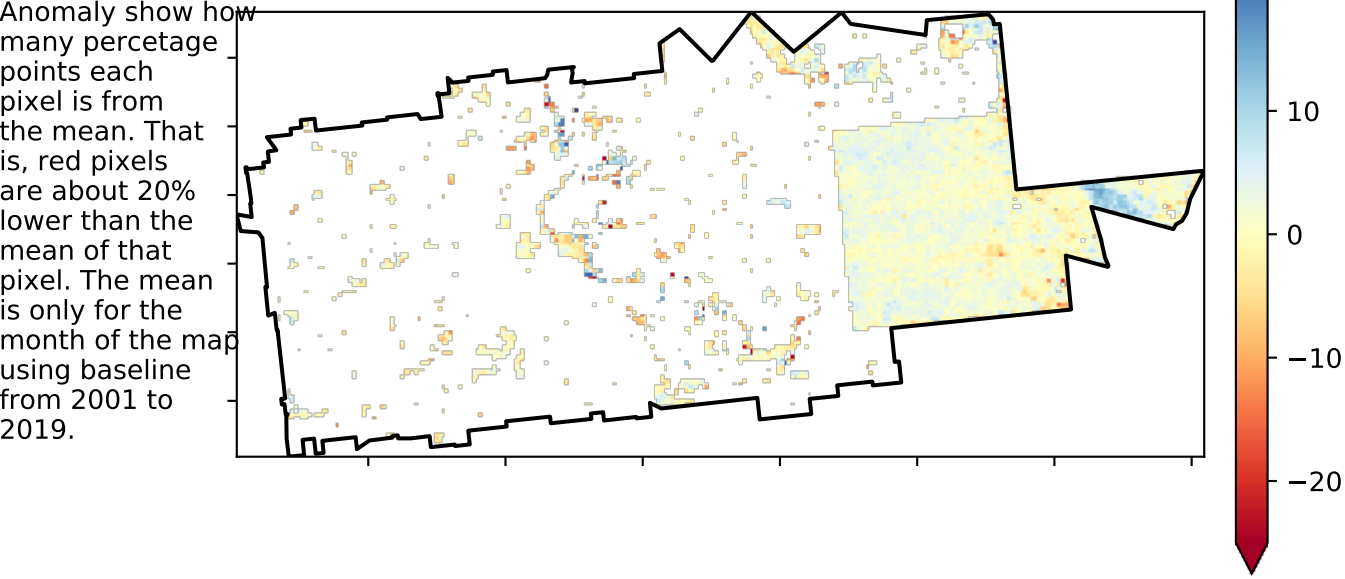 Anomaly show how
many percetage
points each
pixel is from
the mean. That
is, red pixels
are about 20%
lower than the
mean of that
pixel. The mean
is only for the
month of the map
using baseline
from 2001 to
2019.
10
0
−10
−20